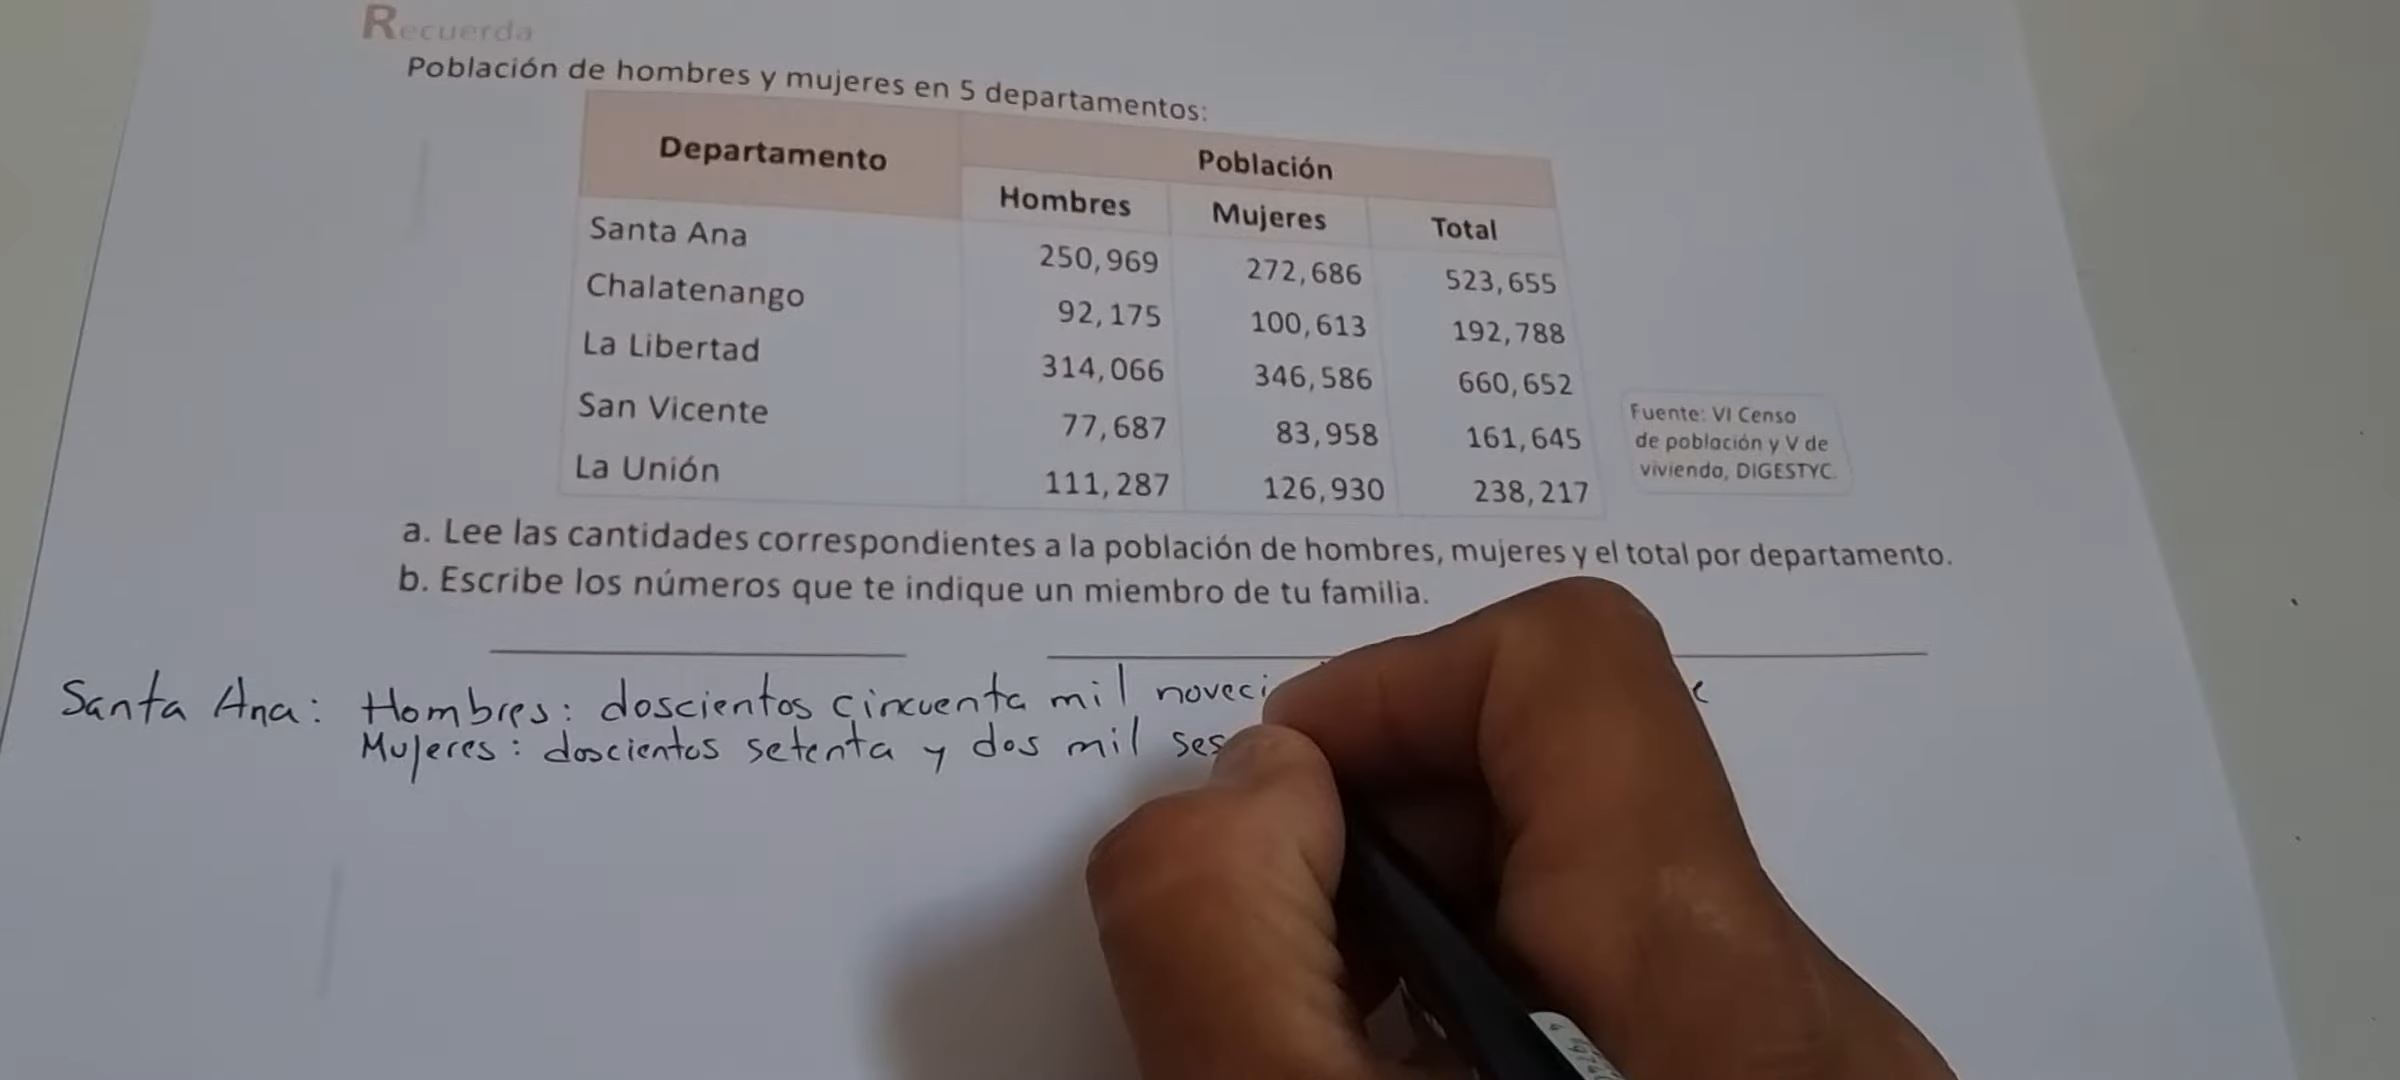 Recuerda
Población de hombres y mujeres en 5 departamentos:
Departamento Población
Hombres Mujeres Total
Santa Ana 250,969 272,686 523,655
Chalatenango 92,175 100,613 192,788
La Libertad 314,066 346,586 660,652
San Vicente 77,687 83,958 161,645
La Unión 111,287 126,930 238,217
Fuente: VI Censo
de población y V de
vivienda, DIGESTYC.
a. Lee las cantidades correspondientes a la población de hombres, mujeres y el total por departamento.
b. Escribe los números que te indique un miembro de tu familia.
Santa Ana: Hombres: doscientos cincuenta mil noveci
Mujeres: doscientos setenta y dos mil ses